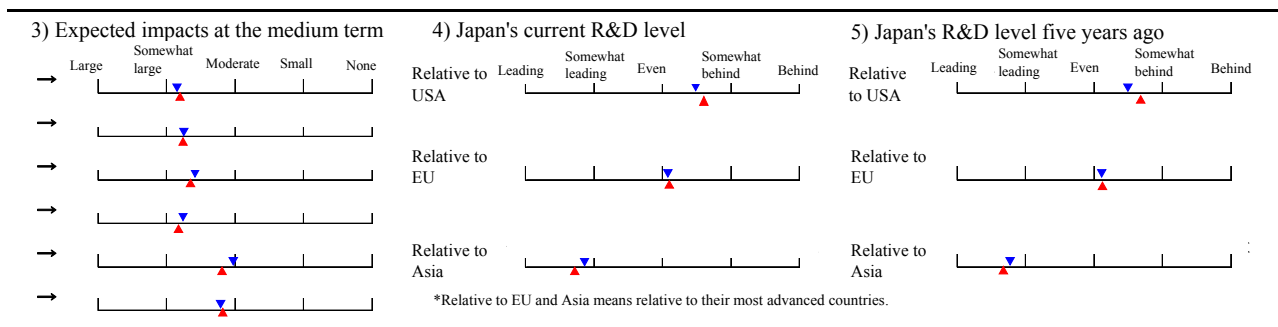 3) Expected impacts at the medium term
Large
Somewhat
large
Moderate
Small
None
4) Japan's current R&D level
Leading
Somewhat
leading
Even
Somewhat
behind
Behind
Relative to
USA
Relative to
EU
Relative to
Asia
*Relative to EU and Asia means relative to their most advanced countries.
5) Japan's R&D level five years ago
Leading
Somewhat
leading
Even
Somewhat
behind
Behind
Relative
to USA
Relative to
EU
Relative to
Asia